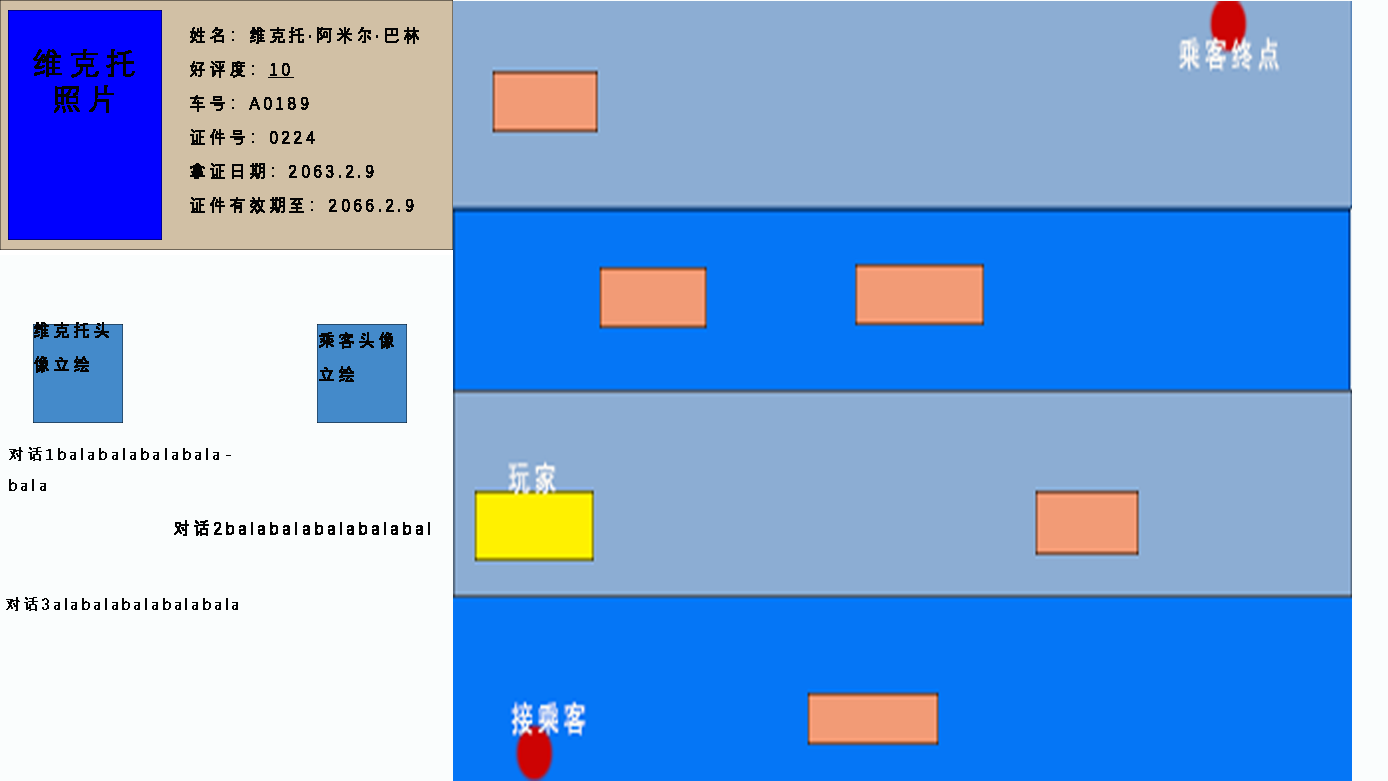 维克托
照片
姓名：维克托·阿米尔·巴林
好评度：10
车号：A0189
证件号：0224
拿证日期：2063.2.9
证件有效期至：2066.2.9
维克托头
像立绘
乘客头像
立绘
对话1balabalabalabala-
bala
对话2balabalabalabalabal
对话3alabalabalabalabala
乘客终点
玩家
接乘客